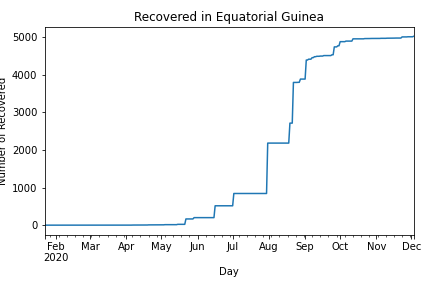 Recovered in Equatorial Guinea
Number of Recovered
5000
4000
3000
2000
1000
0
Feb Mar Apr May Jun Jul Aug Sep Oct Nov Dec
2020
Day